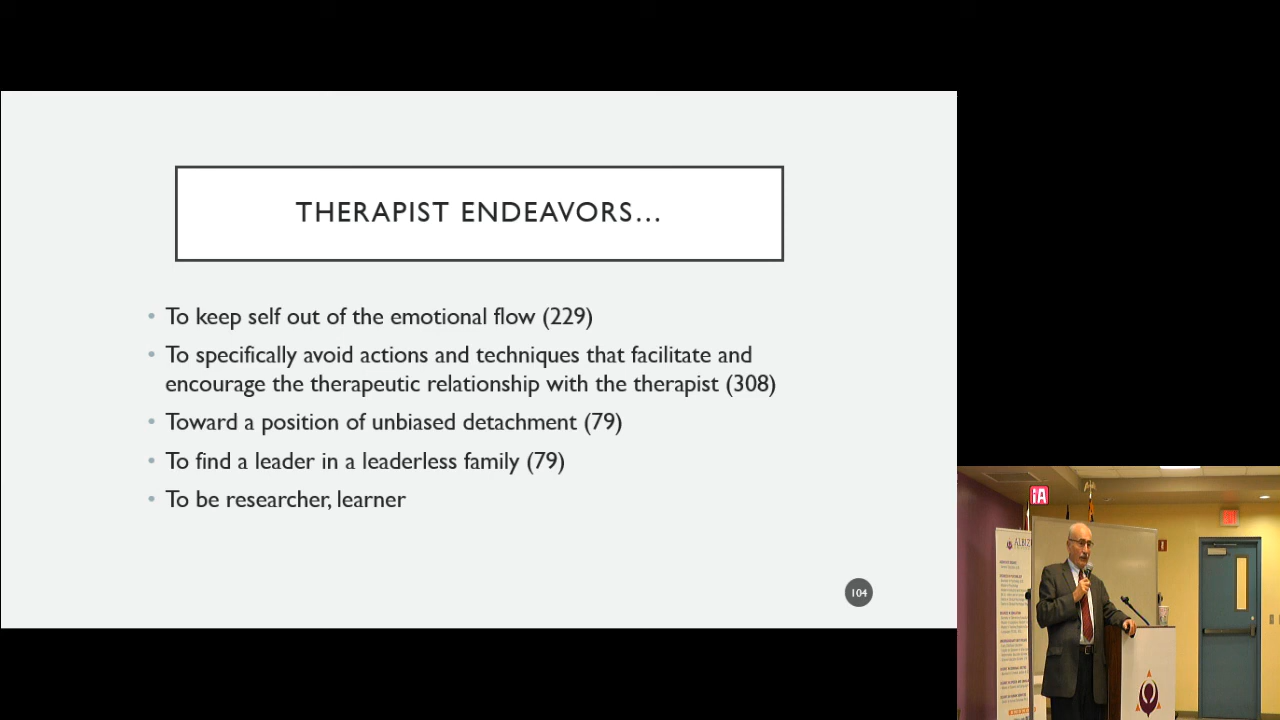 THERAPIST ENDEAVORS...
• To keep self out of the emotional flow (229)
• To specifically avoid actions and techniques that facilitate and
encourage the therapeutic relationship with the therapist (308)
• Toward a position of unbiased detachment (79)
• To find a leader in a leaderless family (79)
• To be researcher, learner
104
iA